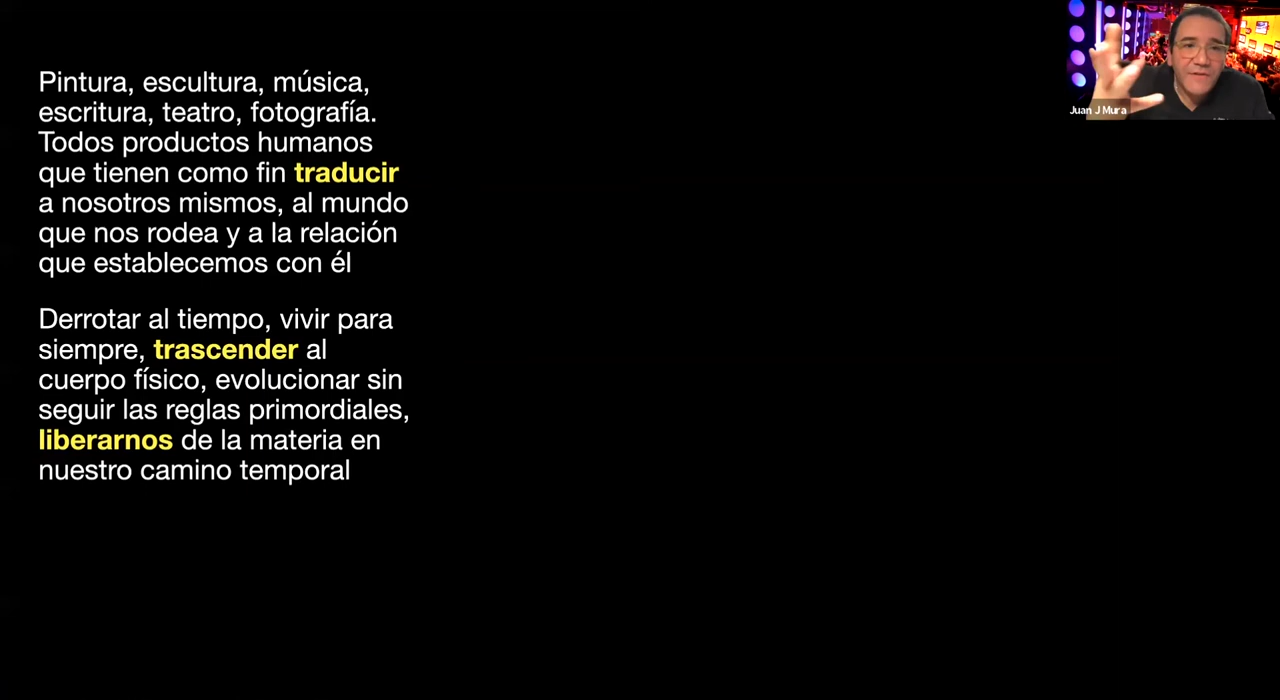 Pintura, escultura, música,
escritura, teatro, fotografía.
Todos productos humanos
que tienen como fin traducir
a nosotros mismos, al mundo
que nos rodea y a la relación
que establecemos con él
Derrotar al tiempo, vivir para
siempre, trascender al
cuerpo físico, evolucionar sin
seguir las reglas primordiales,
liberarnos de la materia en
nuestro camino temporal
Juan J Mura